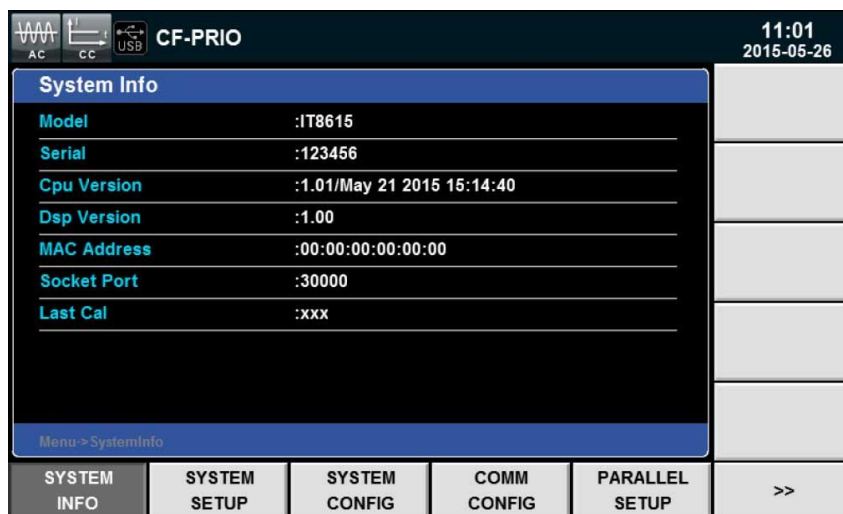 AC CC USB CF-PRIO 11:01
2015-05-26
System Info
Model :IT8615
Serial :123456
Cpu Version :1.01/May 21 2015 15:14:40
Dsp Version :1.00
MAC Address :00:00:00:00:00:00
Socket Port :30000
Last Cal :xxx
Menu->SystemInfo
SYSTEM INFO
SYSTEM SETUP
SYSTEM CONFIG
COMM CONFIG
PARALLEL SETUP
>>